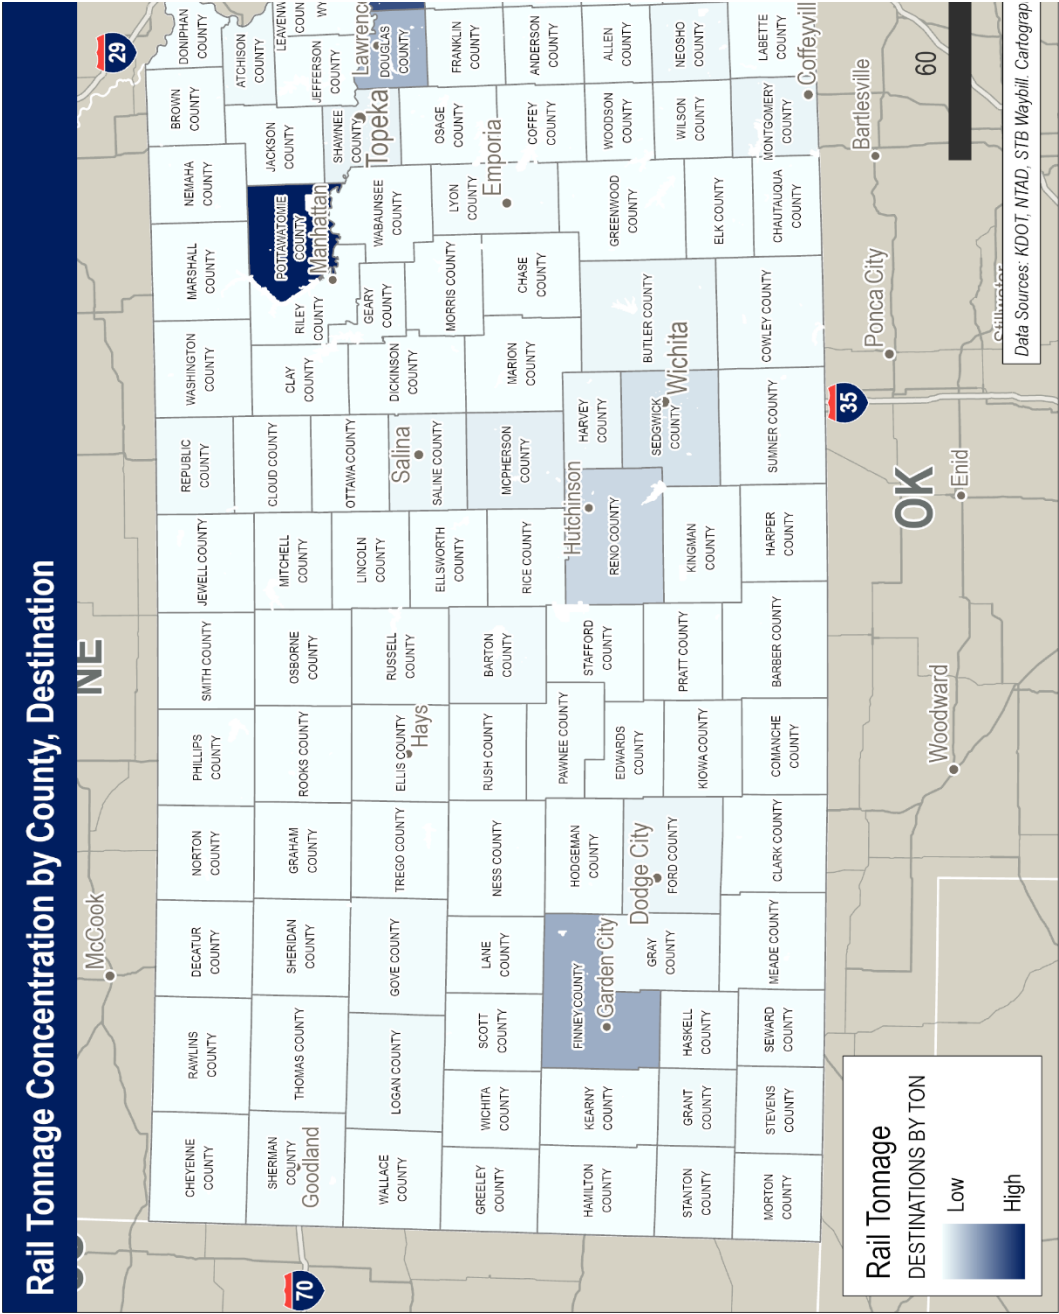 Rail Tonnage Concentration by County, Destination
NE
McCook
29
70
35
OK
CHEYENNE
COUNTY
RAWLINS
COUNTY
DECATUR
COUNTY
NORTON
COUNTY
PHILLIPS
COUNTY
SMITH COUNTY
JEWELL COUNTY
REPUBLIC
COUNTY
WASHINGTON
COUNTY
MARSHALL
COUNTY
NEMAHA
COUNTY
BROWN
COUNTY
DONIPHAN
COUNTY
SHERMAN
COUNTY
Goodland
THOMAS COUNTY
SHERIDAN
COUNTY
GRAHAM
COUNTY
ROOKS COUNTY
OSBORNE
COUNTY
MITCHELL
COUNTY
CLOUD COUNTY
CLAY
COUNTY
RILEY
COUNTY
POTTAWATOMIE
COUNTY
Manhattan
JACKSON
COUNTY
ATCHISON
COUNTY
JEFFERSON
COUNTY
LEAVENW
COUN
WY
WALLACE
COUNTY
LOGAN COUNTY
GOVE COUNTY
TREGO COUNTY
ELLIS COUNTY
Hays
RUSSELL
COUNTY
LINCOLN
COUNTY
OTTAWA COUNTY
Salina
SALINE COUNTY
DICKINSON
COUNTY
GEARY
COUNTY
WABAUNSEE
COUNTY
SHAWNEE
COUNTY
Topeka
Lawrenc
DOUGLAS
COUNTY
GREELEY
COUNTY
WICHITA
COUNTY
SCOTT
COUNTY
LANE
COUNTY
NESS COUNTY
RUSH COUNTY
BARTON
COUNTY
ELLSWORTH
COUNTY
RICE COUNTY
MCPHERSON
COUNTY
MARION
COUNTY
MORRIS COUNTY
CHASE
COUNTY
LYON
COUNTY
Emporia
OSAGE
COUNTY
COFFEY
COUNTY
FRANKLIN
COUNTY
ANDERSON
COUNTY
HAMILTON
COUNTY
KEARNY
COUNTY
FINNEY COUNTY
Garden City
HODGEMAN
COUNTY
PAWNEE COUNTY
EDWARDS
COUNTY
STAFFORD
COUNTY
Hutchinson
RENO COUNTY
HARVEY
COUNTY
SEDGWICK
COUNTY
Wichita
BUTLER COUNTY
GREENWOOD
COUNTY
WOODSON
COUNTY
ALLEN
COUNTY
STANTON
COUNTY
GRANT
COUNTY
HASKELL
COUNTY
GRAY
COUNTY
Dodge City
FORD COUNTY
KIOWA COUNTY
PRATT COUNTY
KINGMAN
COUNTY
ELK COUNTY
WILSON
COUNTY
NEOSHO
COUNTY
MORTON
COUNTY
STEVENS
COUNTY
SEWARD
COUNTY
MEADE COUNTY
CLARK COUNTY
COMANCHE
COUNTY
BARBER COUNTY
HARPER
COUNTY
SUMNER COUNTY
COWLEY COUNTY
CHAUTAUQUA
COUNTY
MONTGOMERY
COUNTY
LABETTE
COUNTY
Coffeyvill
Woodward
Enid
Ponca City
Bartlesville
Stillwater
60
Rail Tonnage
DESTINATIONS BY TON
Low
High
Data Sources: KDOT, NTAD, STB Waybill. Cartograp